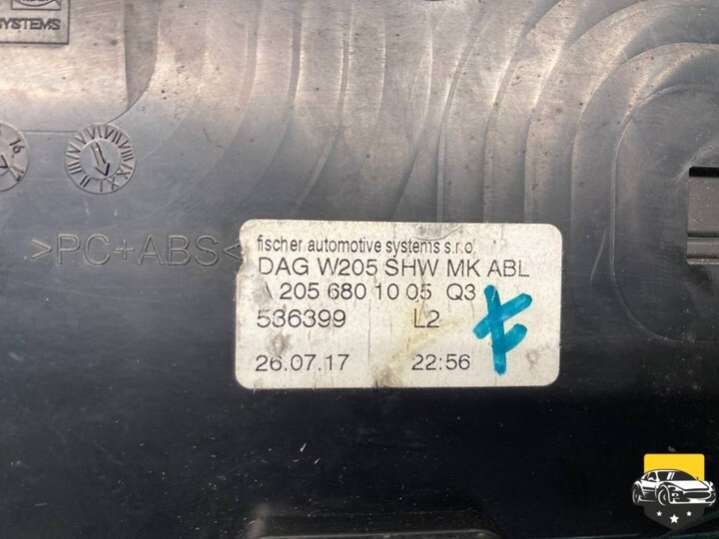 SYSTEMS
16
>PC+ABS<
fischer automotive systems s.r.o
DAG W205 SHW MK ABL
A 205 680 10 05 Q3
536399 L2
26.07.17 22:56